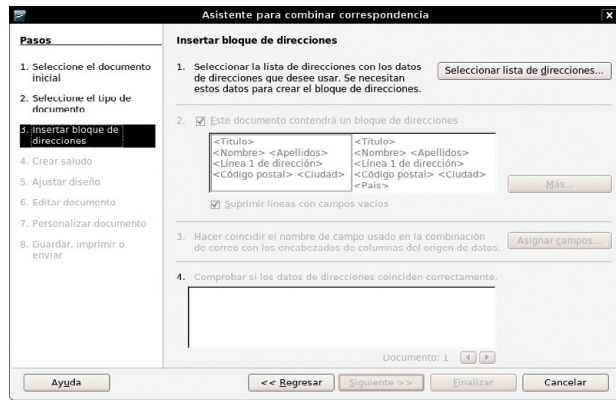 Asistente para combinar correspondencia
Pasos
1. Seleccione el documento
inicial
2. Seleccione el tipo de
documento
3. Insertar bloque de
direcciones
4. Crear saludo
5. Ajustar diseño
6. Editar documento
7. Personalizar documento
8. Guardar, imprimir o
enviar
Insertar bloque de direcciones
1. Seleccionar la lista de direcciones con los datos
de direcciones que desee usar. Se necesitan
estos datos para crear el bloque de direcciones.
Seleccionar lista de direcciones...
2. Este documento contendrá un bloque de direcciones
<Título>
<Nombre> <Apellidos>
<Línea 1 de dirección>
<Código postal> <Ciudad>
<Título>
<Nombre> <Apellidos>
<Línea 1 de dirección>
<Código postal> <Ciudad>
<País>
Más...
Suprimir líneas con campos vacíos
3. Hacer coincidir el nombre de campo usado en la combinación
de correo con los encabezados de columnas del origen de datos.
Asignar campos...
4. Comprobar si los datos de direcciones coinciden correctamente.
Documento: 1
Ayuda
<< Regresar
Siguiente >>
Finalizar
Cancelar